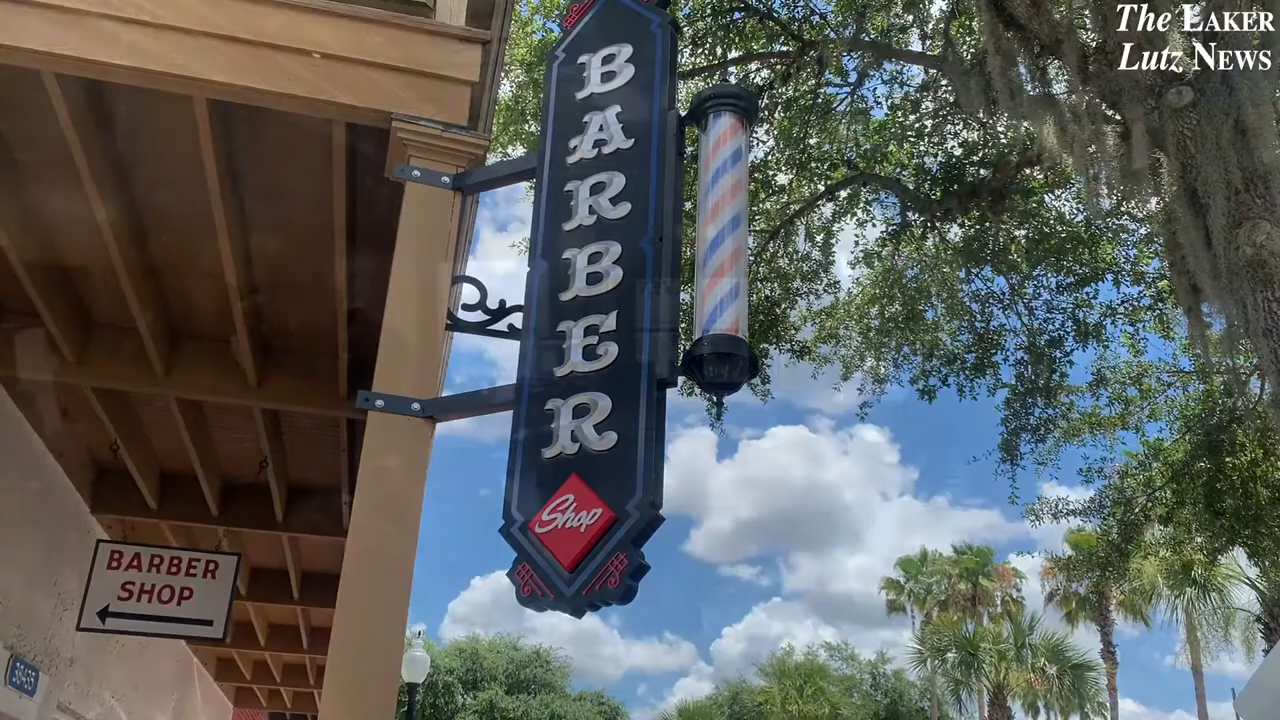 The LAKER
Lutz NEWS
BARBER
Shop
BARBER
SHOP